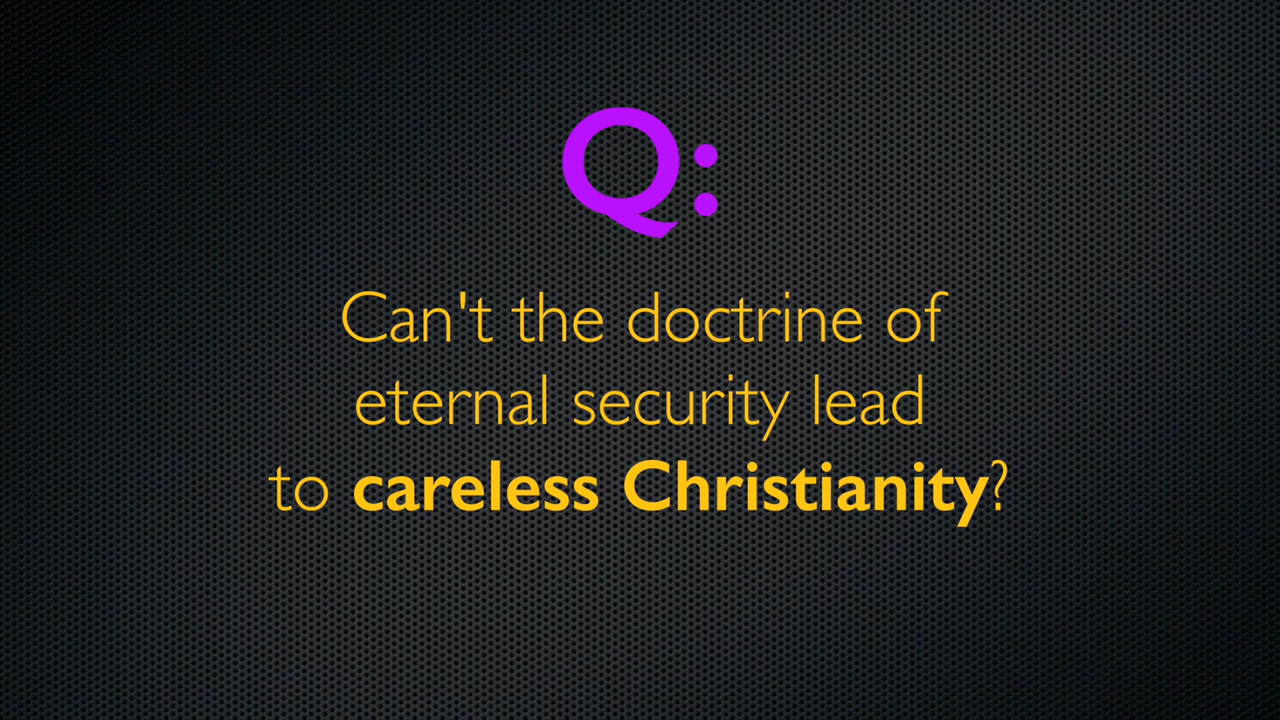 Q:
Can't the doctrine of
eternal security lead
to careless Christianity?